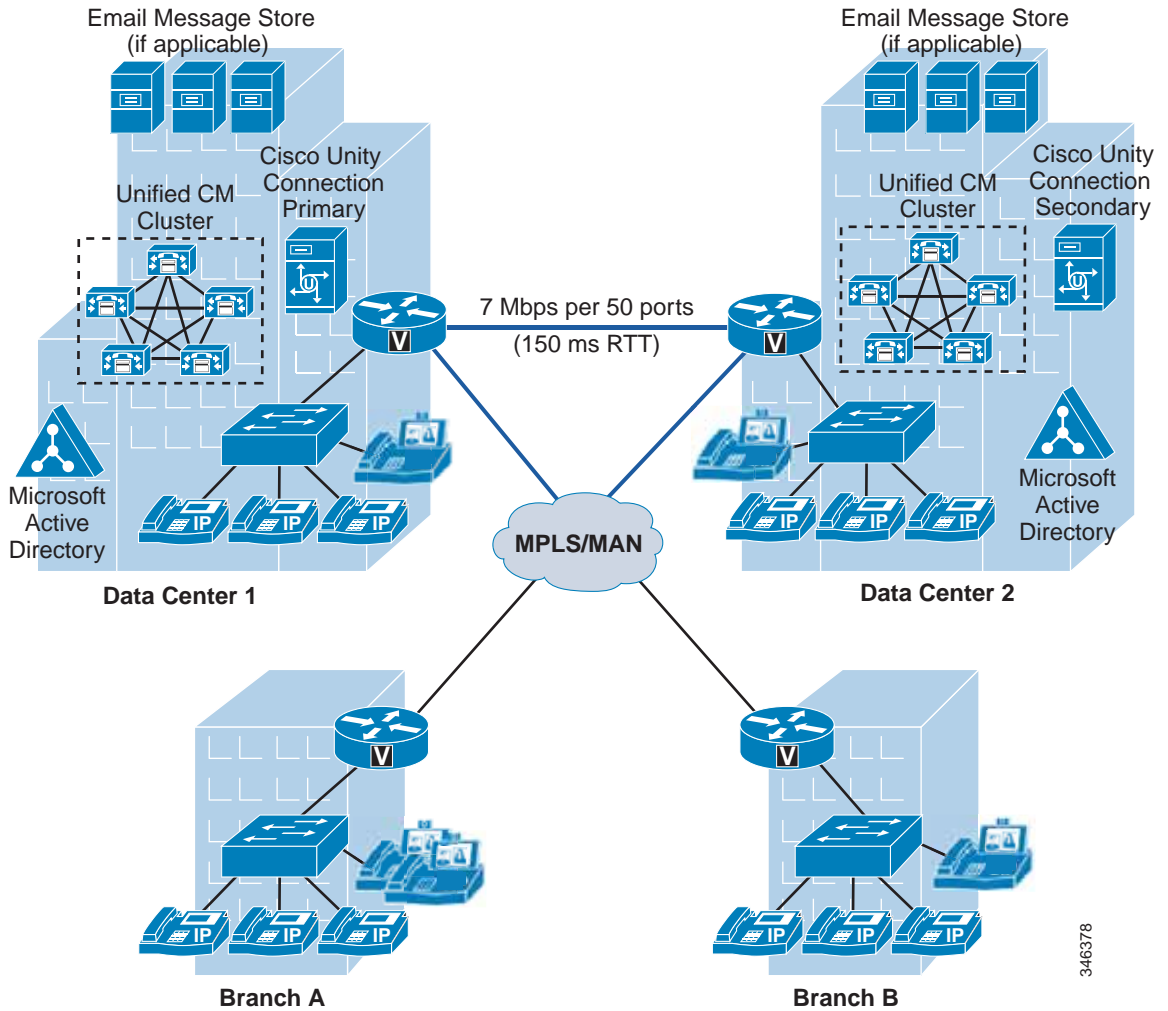 Email Message Store
(if applicable)
Email Message Store
(if applicable)
Cisco Unity
Connection
Primary
Unified CM
Cluster
U
V
7 Mbps per 50 ports
(150 ms RTT)
V
Unified CM
Cluster
Cisco Unity
Connection
Secondary
U
Microsoft
Active
Directory
IP
IP
IP
MPLS/MAN
IP
IP
IP
Microsoft
Active
Directory
Data Center 1
Data Center 2
V
V
IP
IP
IP
IP
IP
IP
Branch A
Branch B
346378